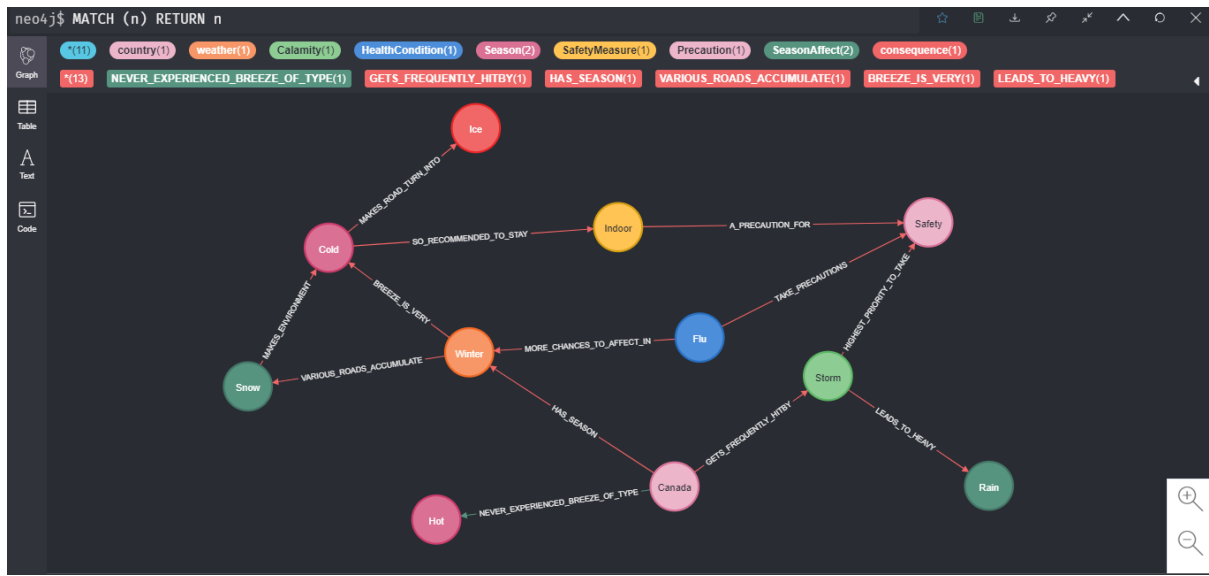 neo4j$ MATCH (n) RETURN n
*(11) country(1) weather(1) Calamity(1) HealthCondition(1) Season(2) SafetyMeasure(1) Precaution(1) SeasonAffect(2) consequence(1)
*(13) NEVER_EXPERIENCED_BREEZE_OF_TYPE(1) GETS_FREQUENTLY_HITBY(1) HAS_SEASON(1) VARIOUS_ROADS_ACCUMULATE(1) BREEZE_IS_VERY(1) LEADS_TO_HEAVY(1)
Graph
Table
A
Text
Code
Ice
MAKES_ROAD_TURN_INTO
Cold
SO_RECOMMENDED_TO_STAY
Indoor
A_PRECAUTION_FOR
Safety
MAKES_ENVIRONMENT
BREEZE_IS_VERY
TAKE_PRECAUTIONS
HIGHEST_PRIORITY_TO_TAKE
Flu
MORE_CHANCES_TO_AFFECT_IN
Winter
VARIOUS_ROADS_ACCUMULATE
Snow
Storm
HAS_SEASON
GETS_FREQUENTLY_HITBY
LEADS_TO_HEAVY
Canada
Rain
NEVER_EXPERIENCED_BREEZE_OF_TYPE
Hot